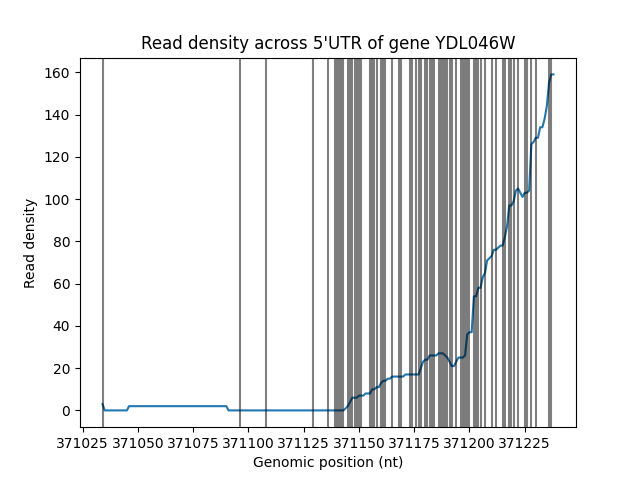 Read density across 5'UTR of gene YDL046W
160
140
120
100
80
60
40
20
0
Read density
371025 371050 371075 371100 371125 371150 371175 371200 371225
Genomic position (nt)